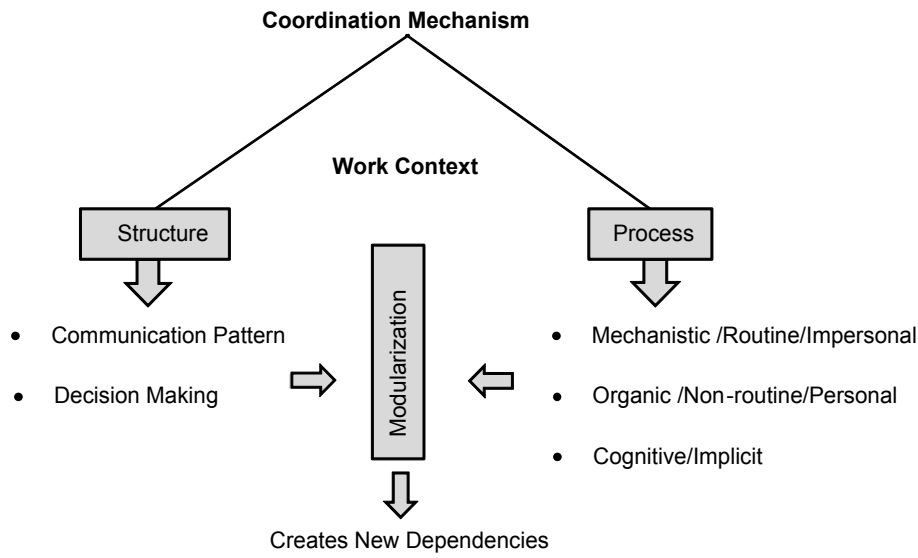 Coordination Mechanism
Work Context
Structure
Process
• Communication Pattern
• Decision Making
Modularization
• Mechanistic /Routine/Impersonal
• Organic /Non-routine/Personal
• Cognitive/Implicit
Creates New Dependencies